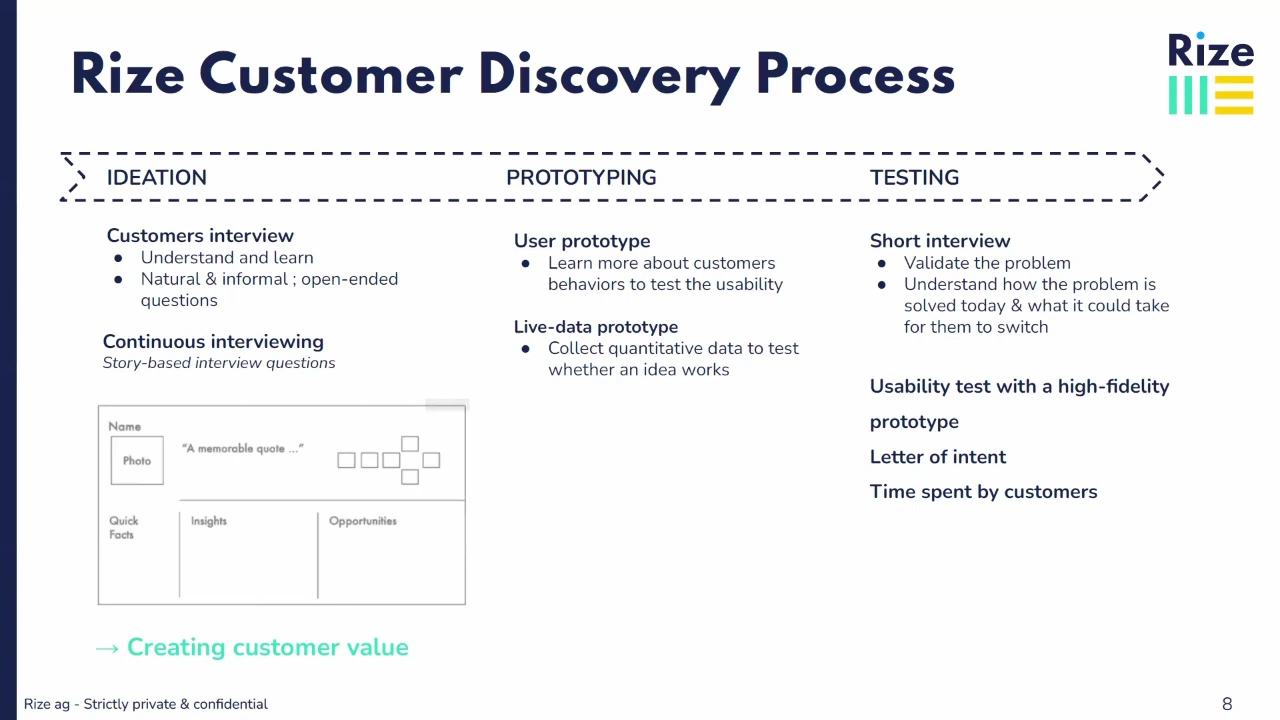 Rize Customer Discovery Process
Rize
IDEATION
PROTOTYPING
TESTING
Customers interview
● Understand and learn
● Natural & informal ; open-ended
questions
Continuous interviewing
Story-based interview questions
Name
Photo
"A memorable quote ..."
Quick
Facts
Insights
Opportunities
→ Creating customer value
User prototype
● Learn more about customers
behaviors to test the usability
Live-data prototype
● Collect quantitative data to test
whether an idea works
Short interview
● Validate the problem
● Understand how the problem is
solved today & what it could take
for them to switch
Usability test with a high-fidelity
prototype
Letter of intent
Time spent by customers
Rize ag - Strictly private & confidential
8